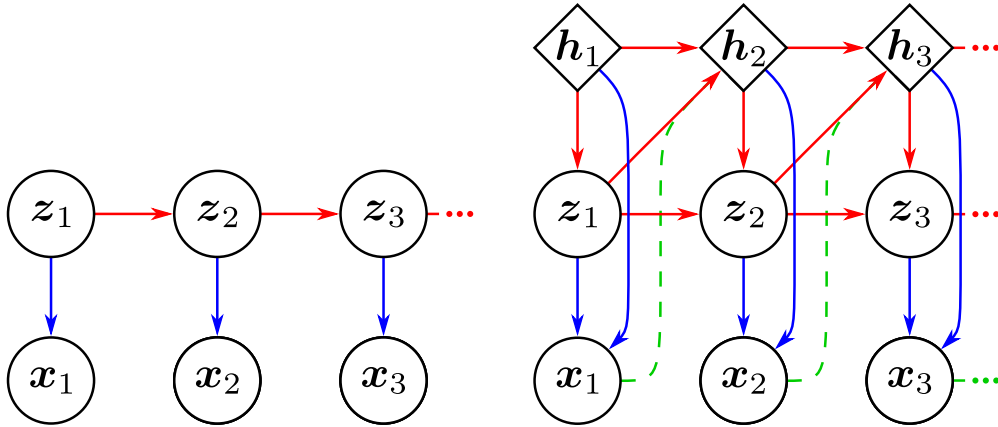 h₁ h₂ h₃ ...
z₁ z₂ z₃ ... z₁ z₂ z₃ ...
x₁ x₂ x₃ x₁ x₂ x₃ ...